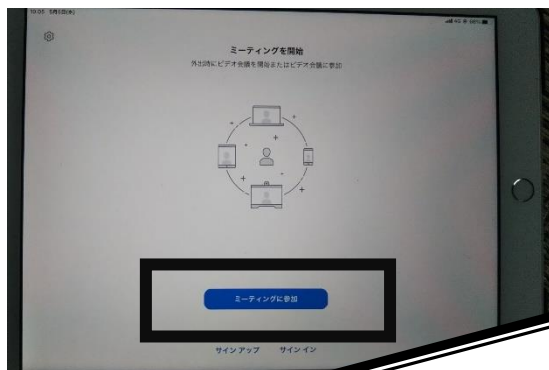 ミーティングを開始
外出時にビデオ会議を開始またはビデオ会議に参加
ミーティングに参加
サインアップ サインイン